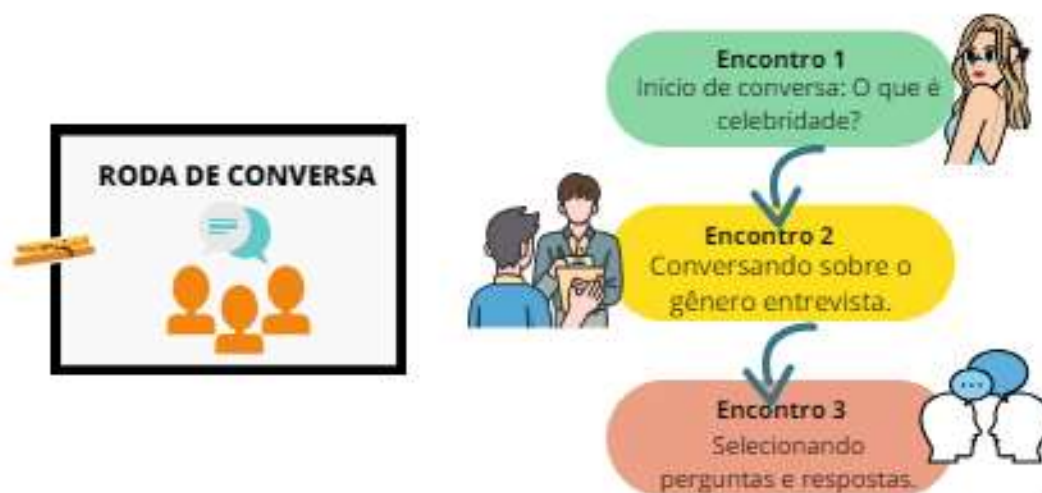 RODA DE CONVERSA
Encontro 1
Início de conversa: O que é
celebridade?
Encontro 2
Conversando sobre o
gênero entrevista.
Encontro 3
Selecionando
perguntas e respostas.